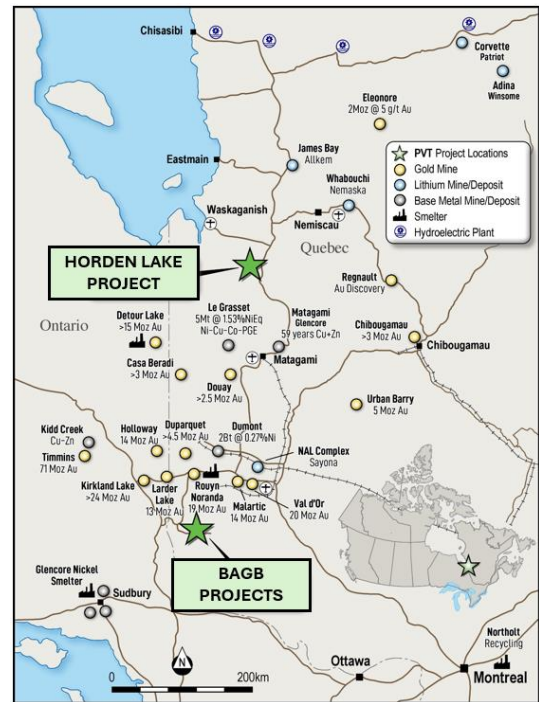 Chisasibi
Corvette
Patriot
Adina
Winsome
Eleonore
2Moz @ 5 g/t Au
PVT Project Locations
Gold Mine
Lithium Mine/Deposit
Base Metal Mine/Deposit
Smelter
Hydroelectric Plant
James Bay
Allkem
Eastmain
Whabouchi
Nemaska
Waskaganish
Nemiscau
Quebec
HORDEN LAKE
PROJECT
Regnault
Au Discovery
Ontario
Detour Lake
>15 Moz Au
Le Grasset
5Mt @ 1.53%NiEq
Ni-Cu-Co-PGE
Matagami
Glencore
59 years Cu+Zn
Chibougamau
>3 Moz Au
Chibougamau
Matagami
Casa Beradi
>3 Moz Au
Douay
>2.5 Moz Au
Urban Barry
5 Moz Au
Kidd Creek
Cu-Zn
Timmins
71 Moz Au
Holloway
14 Moz Au
Duparquet
>4.5 Moz Au
Dumont
2Bt @ 0.27%Ni
NAL Complex
Sayona
Kirkland Lake
>24 Moz Au
Larder
Lake
13 Moz Au
Rouyn
Noranda
19 Moz Au
Malartic
14 Moz Au
Val d'Or
20 Moz Au
BAGB
PROJECTS
Glencore Nickel
Smelter
Sudbury
N
0
200km
Ottawa
Northolt
Recycling
Montreal